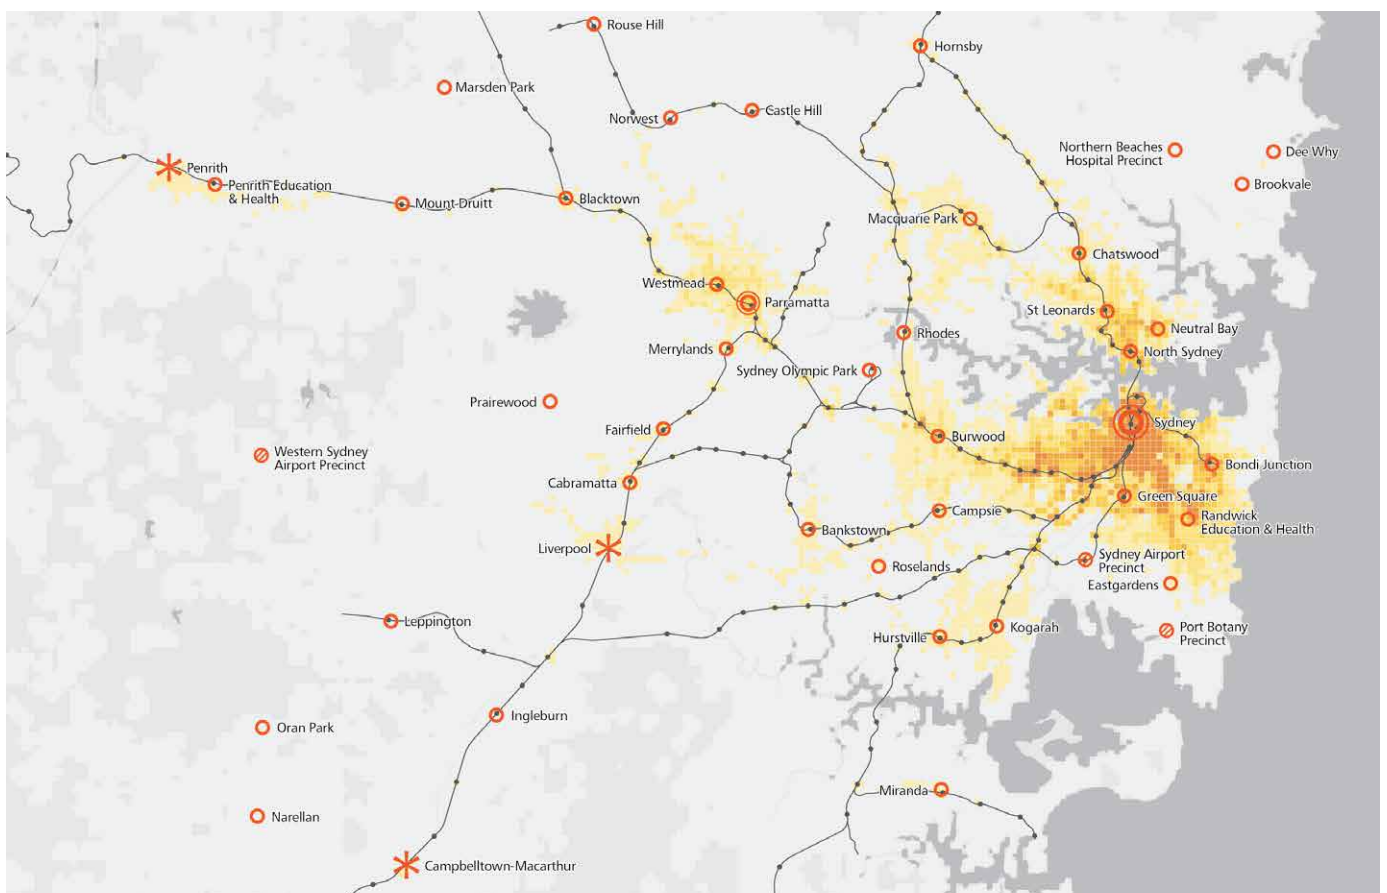 Rouse Hill
Hornsby
Marsden Park
Norwest
Castle Hill
Northern Beaches
Hospital Precinct
Dee Why
Penrith
Penrith Education
& Health
Brookvale
Mount Druitt
Blacktown
Macquarie Park
Chatswood
Westmead
Parramatta
St Leonards
Neutral Bay
Rhodes
Merrylands
North Sydney
Sydney Olympic Park
Prairewood
Sydney
Fairfield
Burwood
Western Sydney
Airport Precinct
Bondi Junction
Cabramatta
Green Square
Campsie
Randwick
Education & Health
Bankstown
Liverpool
Sydney Airport
Precinct
Roselands
Eastgardens
Leppington
Hurstville
Kogarah
Port Botany
Precinct
Ingleburn
Oran Park
Miranda
Narellan
Campbelltown-Macarthur